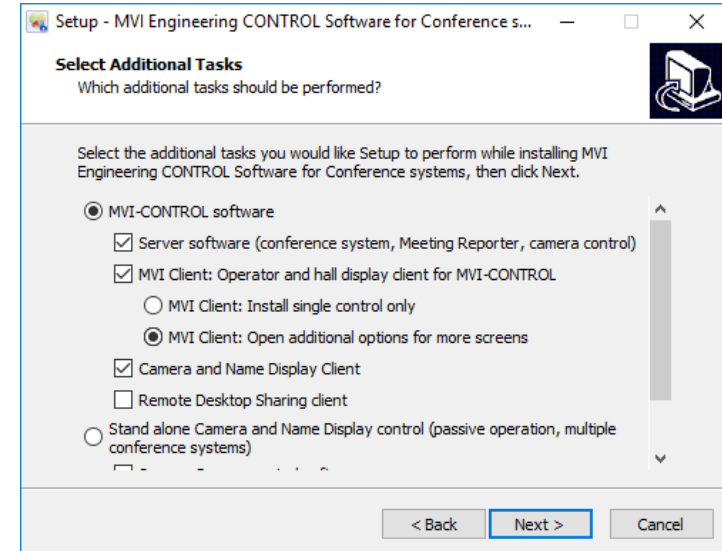 Setup - MVI Engineering CONTROL Software for Conference s...
Select Additional Tasks
Which additional tasks should be performed?
Select the additional tasks you would like Setup to perform while installing MVI
Engineering CONTROL Software for Conference systems, then click Next.
MVI-CONTROL software
Server software (conference system, Meeting Reporter, camera control)
MVI Client: Operator and hall display client for MVI-CONTROL
MVI Client: Install single control only
MVI Client: Open additional options for more screens
Camera and Name Display Client
Remote Desktop Sharing client
Stand alone Camera and Name Display control (passive operation, multiple
conference systems)
< Back
Next >
Cancel